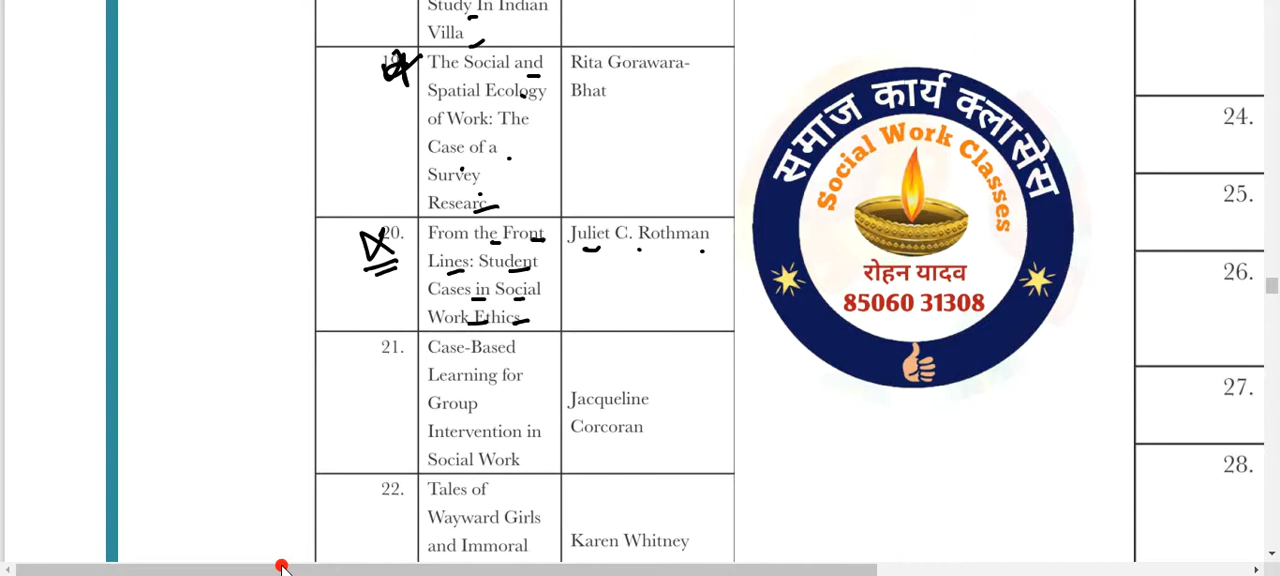 Study In Indian
Villa
The Social and
Spatial Ecology
of Work: The
Case of a
Survey
Researc
Rita Gorawara-
Bhat
20.
From the Front
Lines: Student
Cases in Social
Work Ethics
Juliet C. Rothman
21.
Case-Based
Learning for
Group
Intervention in
Social Work
Jacqueline
Corcoran
22.
Tales of
Wayward Girls
and Immoral
Karen Whitney
समाज कार्य क्लासेस
Social Work Classes
रोहन यादव
85060 31308
24.
25.
26.
27.
28.